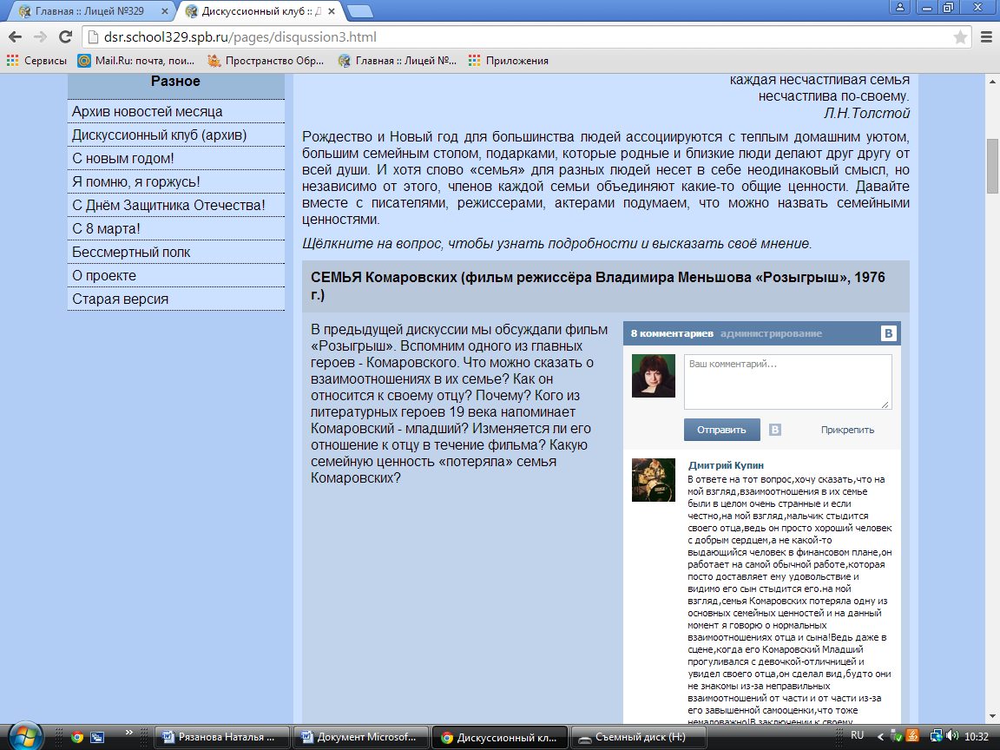 Главная :: Лицей №329
Дискуссионный клуб :: Д
dsr.school329.spb.ru/pages/disqussion3.html
Сервисы
Mail.Ru: почта, пои...
Пространство Обр...
Главная :: Лицей №...
Приложения
Разное
Архив новостей месяца
Дискуссионный клуб (архив)
С новым годом!
Я помню, я горжусь!
С Днём Защитника Отечества!
С 8 марта!
Бессмертный полк
О проекте
Старая версия
каждая несчастливая семья
несчастлива по-своему.
Л.Н.Толстой
Рождество и Новый год для большинства людей ассоциируются с теплым домашним уютом,
большим семейным столом, подарками, которые родные и близкие люди делают друг другу от
всей души. И хотя слово «семья» для разных людей несет в себе неодинаковый смысл, но
независимо от этого, членов каждой семьи объединяют какие-то общие ценности. Давайте
вместе с писателями, режиссерами, актерами подумаем, что можно назвать семейными
ценностями.
Щёлкните на вопрос, чтобы узнать подробности и высказать своё мнение.
СЕМЬЯ Комаровских (фильм режиссёра Владимира Меньшова «Розыгрыш», 1976
г.)
В предыдущей дискуссии мы обсуждали фильм
«Розыгрыш». Вспомним одного из главных
героев - Комаровского. Что можно сказать о
взаимоотношениях в их семье? Как он
относится к своему отцу? Почему? Кого из
литературных героев 19 века напоминает
Комаровский - младший? Изменяется ли его
отношение к отцу в течение фильма? Какую
семейную ценность «потеряла» семья
Комаровских?
8 комментариев администрирование
В
Ваш комментарий...
Отправить
В
Прикрепить
Дмитрий Купин
В ответе на тот вопрос,хочу сказать,что на
мой взгляд,взаимоотношения в их семье
были в целом очень странные и если
честно,на мой взгляд,мальчик стыдится
своего отца,ведь он просто хороший человек
с добрым сердцем,а не какой-то
выдающийся человек в финансовом плане,он
работает на самой обычной работе,которая
посто доставляет ему удовольствие и
видимо его сын стыдится его.на мой
взгляд,семья Комаровских потеряла одну из
основных семейных ценностей и на данный
момент я говорю о нормальных
взаимоотношениях отца и сына!Ведь даже в
сцене,когда его Комаровский Младший
прогуливался с девочкой-отличницей и
увидел своего отца,он сделал вид,будто они
не знакомы из-за неправильных
взаимоотношений от части и от части из-за
его завышенной самооценки,что тоже
немаловажно!В заключении к своему
Рязанова Наталья ...
Документ Microsof...
Дискуссионный кл...
Съемный диск (H:)
RU
10:32